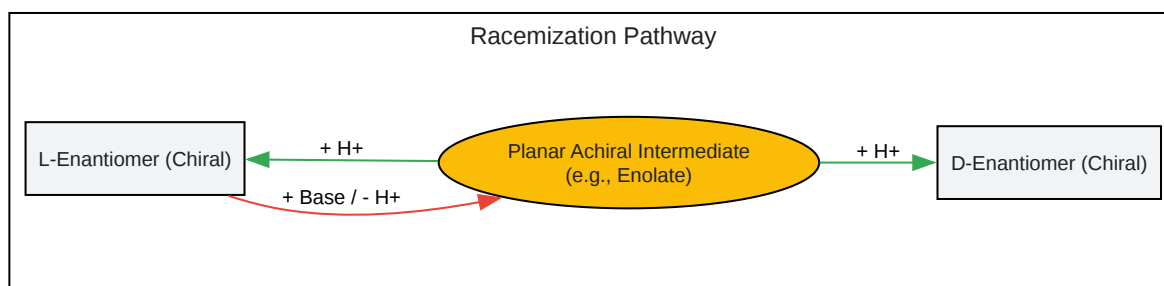 Racemization Pathway
L-Enantiomer (Chiral)
+ H+
+ Base / - H+
Planar Achiral Intermediate
(e.g., Enolate)
+ H+
D-Enantiomer (Chiral)